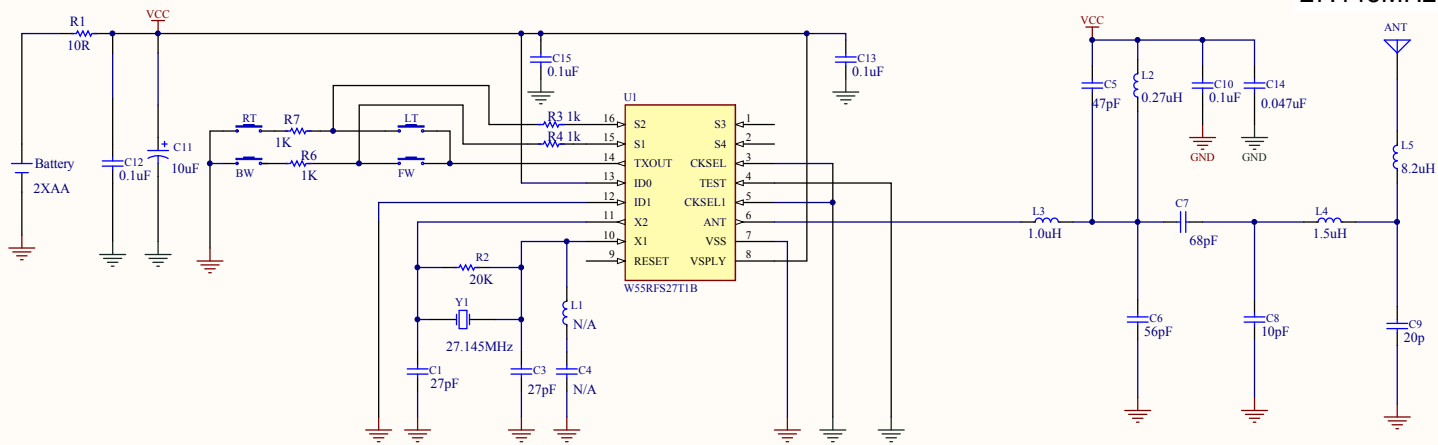 27.145MHz
R1
10R
VCC
Battery
2XAA
C12
0.1uF
C11
10uF
RT
R7
1K
LT
BW
R6
1K
FW
C15
0.1uF
C13
0.1uF
R3 1k
R4 1k
U1
16 S2
15 S1
14 TXOUT
13 ID0
12 ID1
11 X2
10 X1
9 RESET
S3 1
S4 2
CKSEL 3
TEST 4
CKSEL1 5
ANT 6
VSS 7
VSPLY 8
W55RFS27T1B
R2
20K
Y1
27.145MHz
C1
27pF
C3
27pF
L1
N/A
C4
N/A
VCC
C5
47pF
L2
0.27uH
C10
0.1uF
C14
0.047uF
GND
GND
ANT
L5
8.2uH
L3
1.0uH
C7
68pF
L4
1.5uH
C6
56pF
C8
10pF
C9
20p